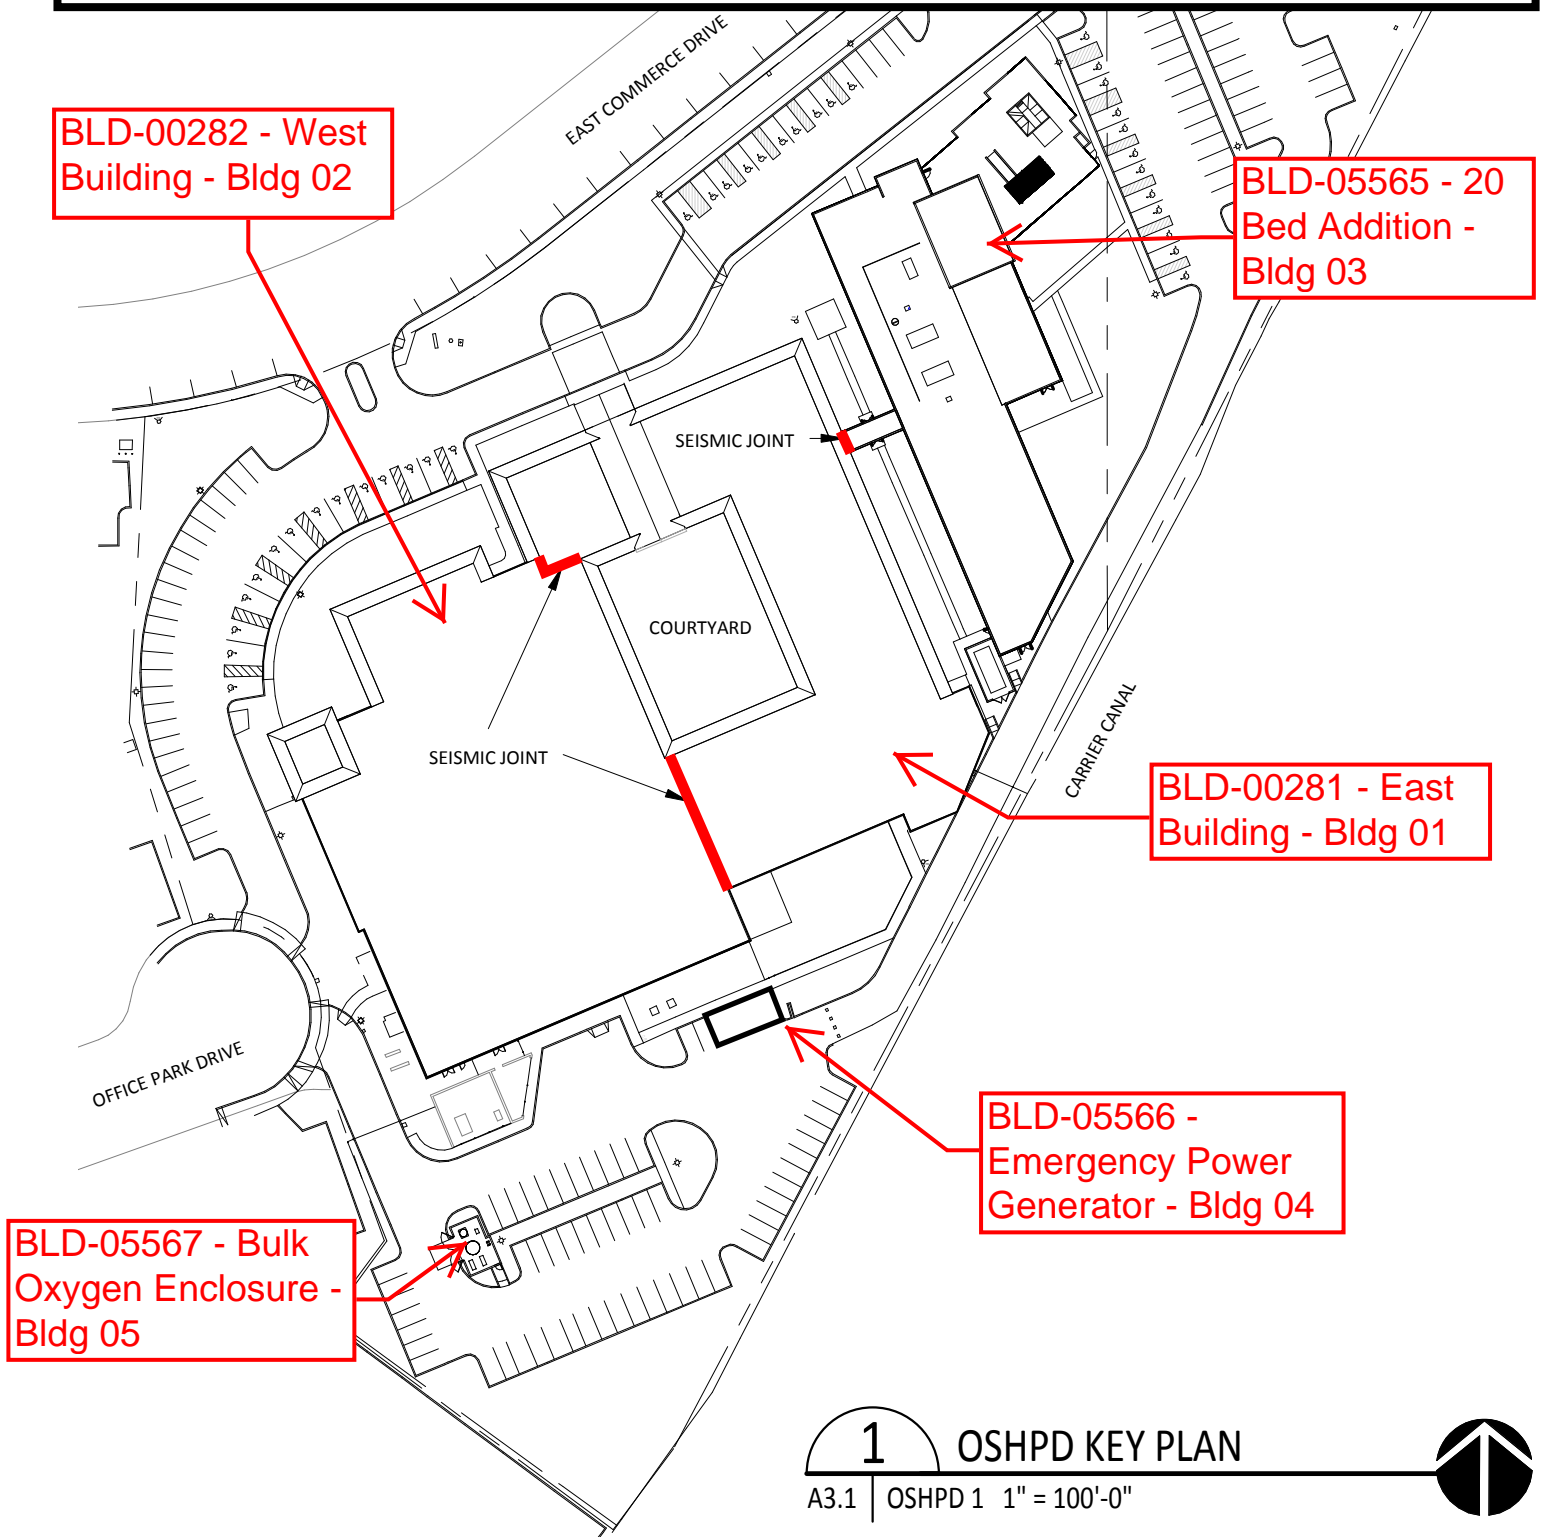 EAST COMMERCE DRIVE
BLD-00282 - West
Building - Bldg 02
BLD-05565 - 20
Bed Addition -
Bldg 03
SEISMIC JOINT
COURTYARD
SEISMIC JOINT
CARRIER CANAL
BLD-00281 - East
Building - Bldg 01
OFFICE PARK DRIVE
BLD-05566 -
Emergency Power
Generator - Bldg 04
BLD-05567 - Bulk
Oxygen Enclosure -
Bldg 05
1
OSHPD KEY PLAN
A3.1
OSHPD 1 1" = 100'-0"